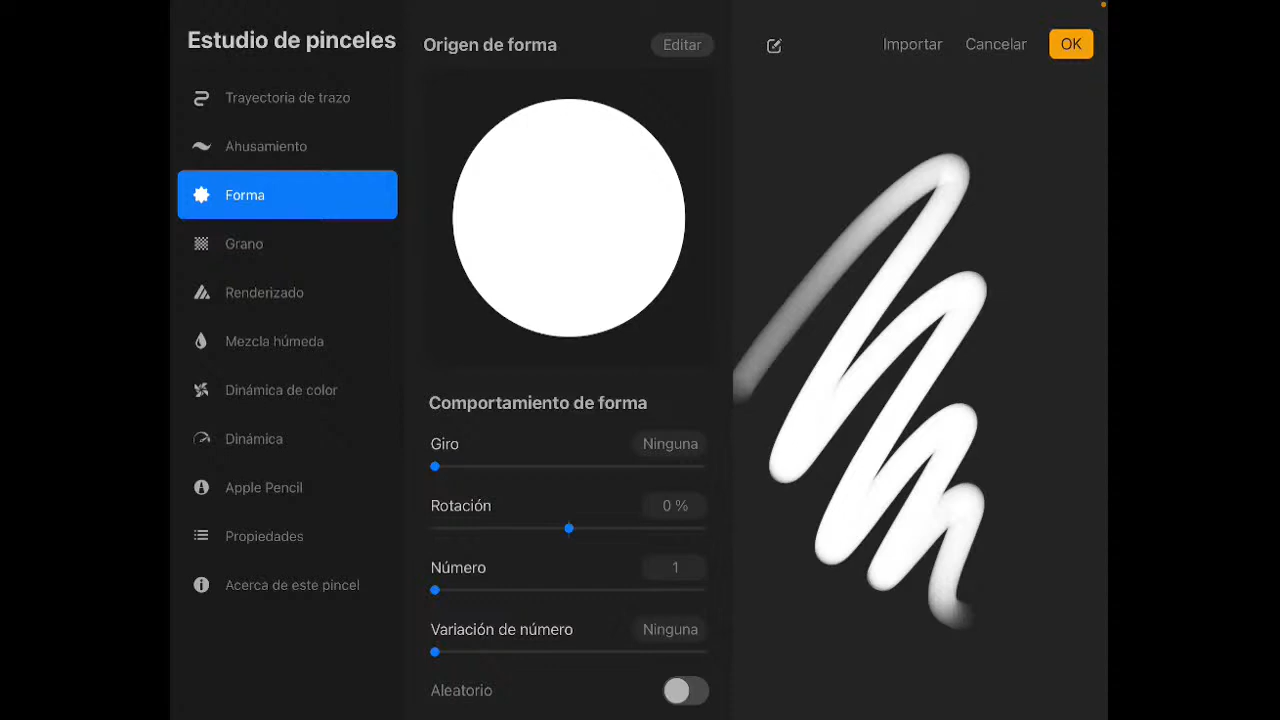 Estudio de pinceles
Trayectoria de trazo
Ahusamiento
Forma
Grano
Renderizado
Mezcla húmeda
Dinámica de color
Dinámica
Apple Pencil
Propiedades
Acerca de este pincel
Origen de forma
Editar
Comportamiento de forma
Giro
Ninguna
Rotación
0 %
Número
1
Variación de número
Ninguna
Aleatorio
Importar
Cancelar
OK